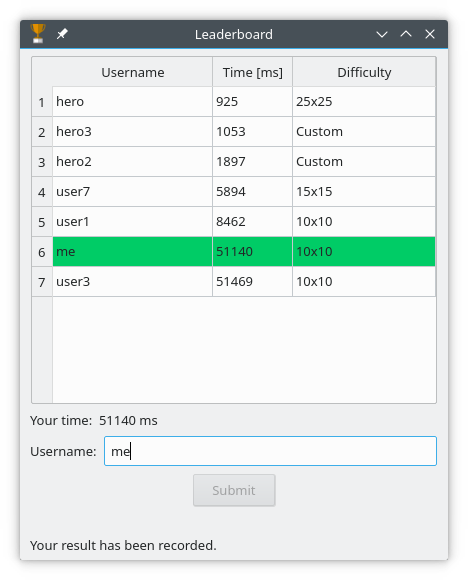 Leaderboard
Username Time [ms] Difficulty
1 hero 925 25x25
2 hero3 1053 Custom
3 hero2 1897 Custom
4 user7 5894 15x15
5 user1 8462 10x10
6 me 51140 10x10
7 user3 51469 10x10
Your time: 51140 ms
Username: me
Submit
Your result has been recorded.